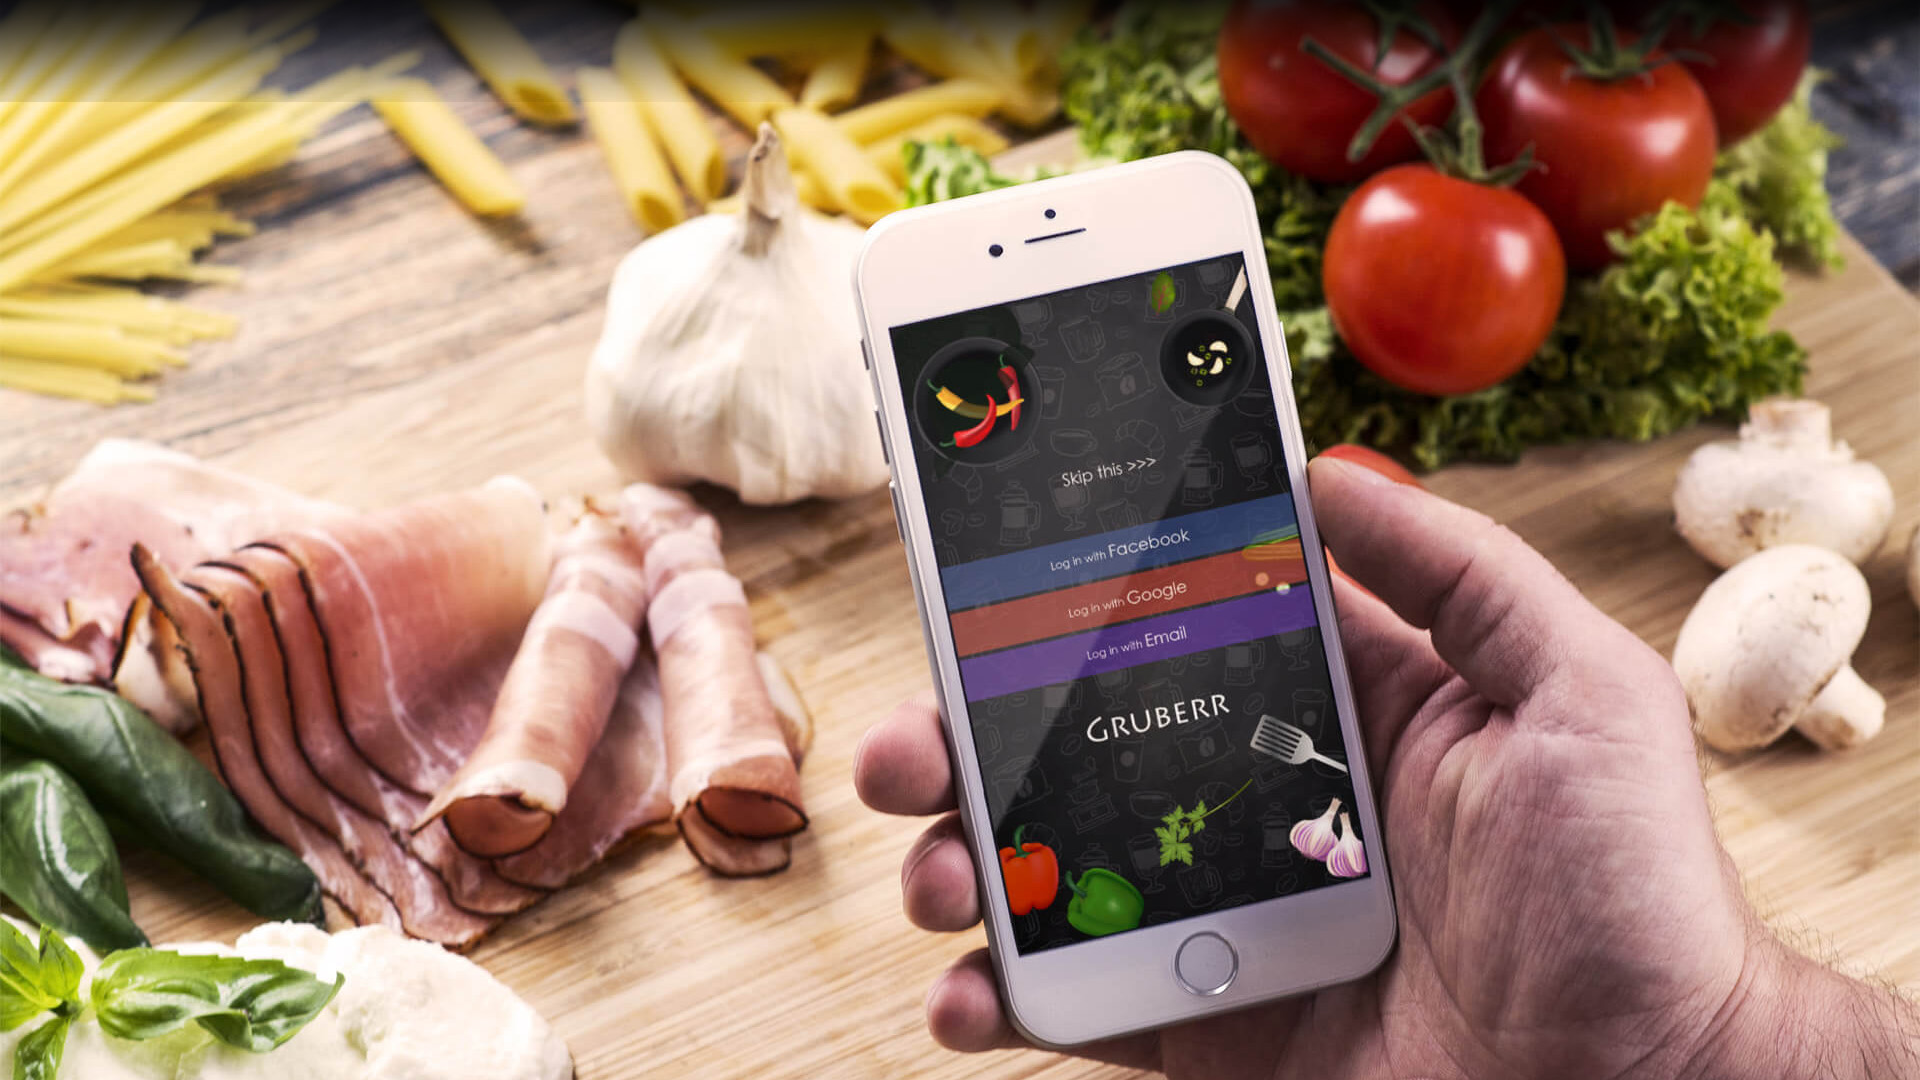 Skip this >>>
Log in with Facebook
Log in with Google
Log in with Email
GRUBERR